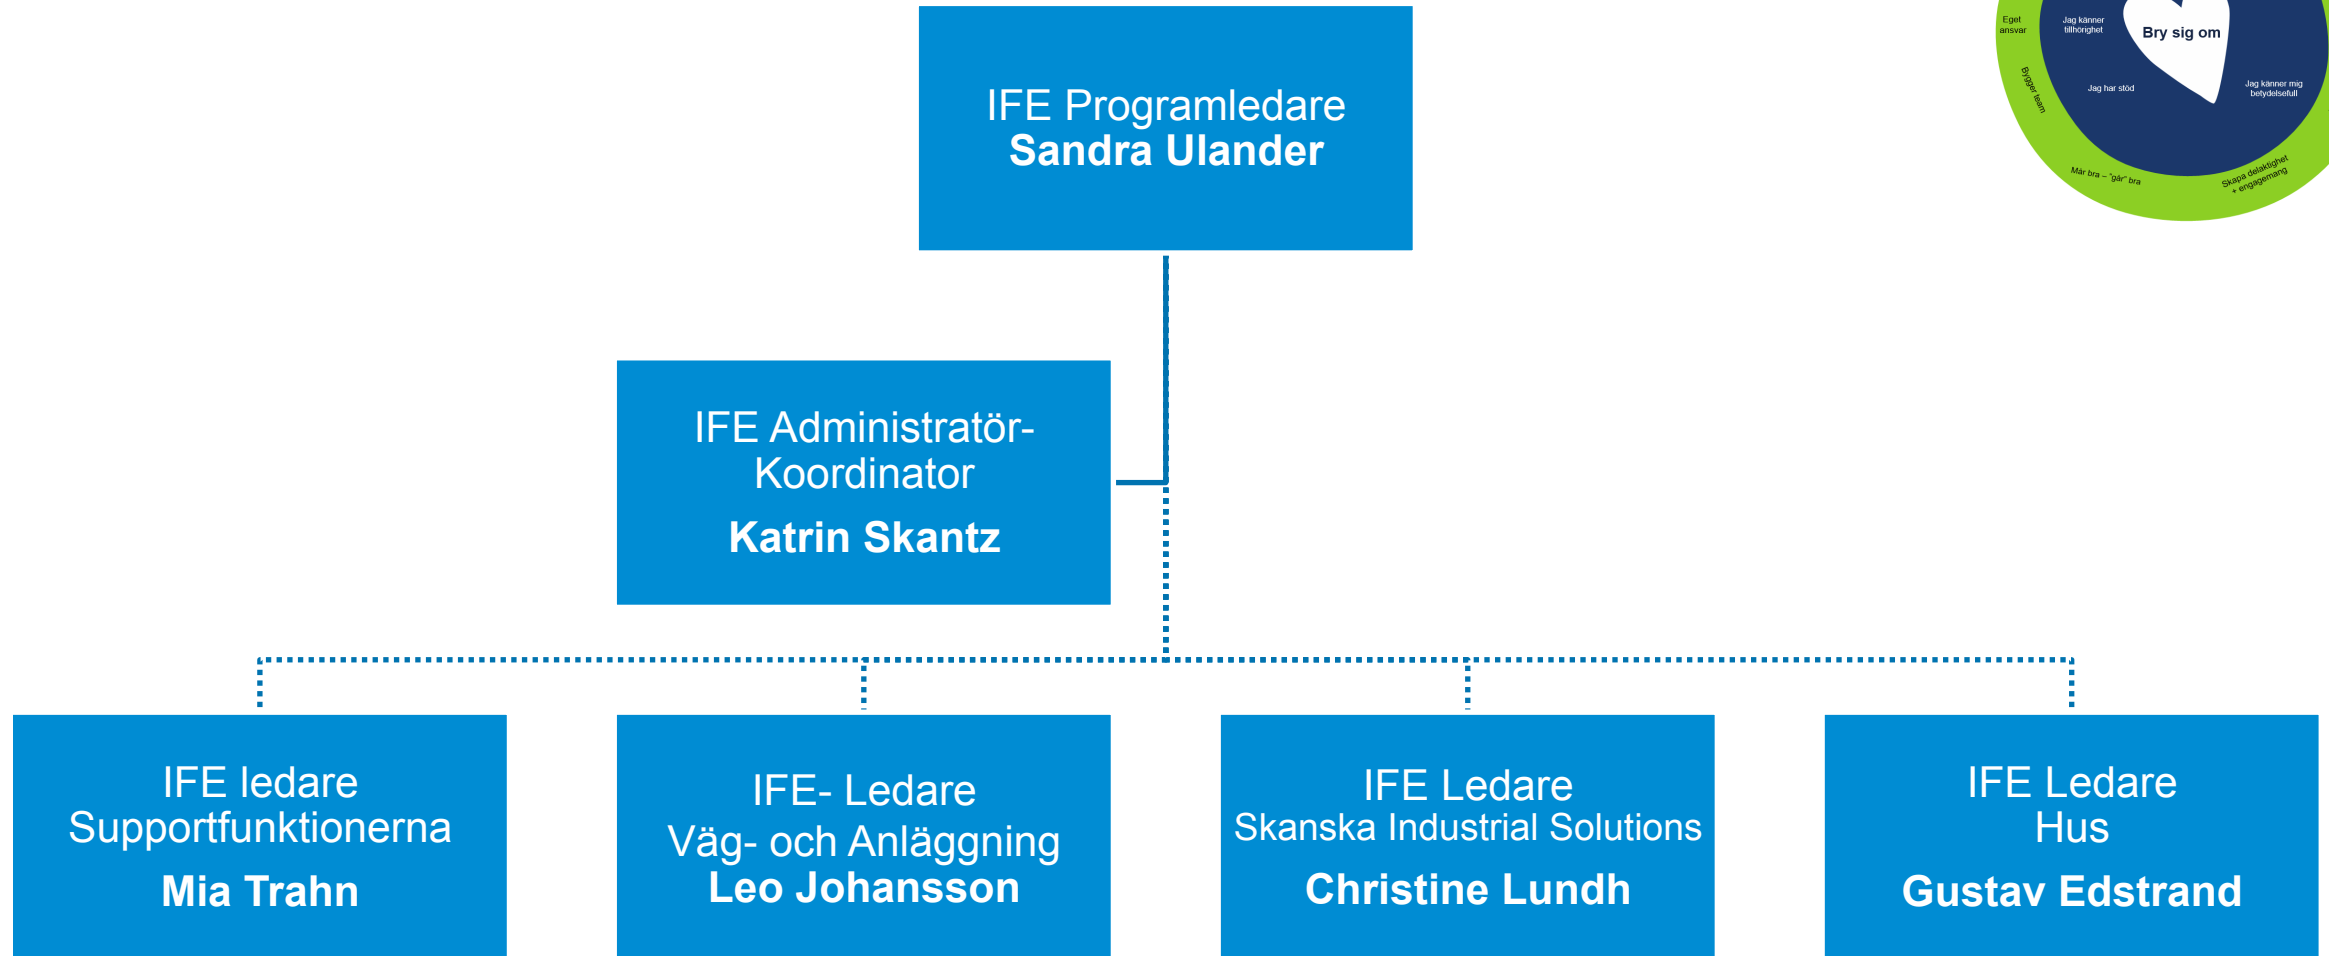 IFE Programledare
Sandra Ulander
Eget
ansvar
Jag känner
tillhörighet
Bry sig om
Bygger team
Jag har stöd
Jag känner mig
betydelsefull
Mår bra – "går" bra
Skapa delaktighet
+ engagemang
IFE Administratör-
Koordinator
Katrin Skantz
IFE ledare
Supportfunktionerna
Mia Trahn
IFE- Ledare
Väg- och Anläggning
Leo Johansson
IFE Ledare
Skanska Industrial Solutions
Christine Lundh
IFE Ledare
Hus
Gustav Edstrand